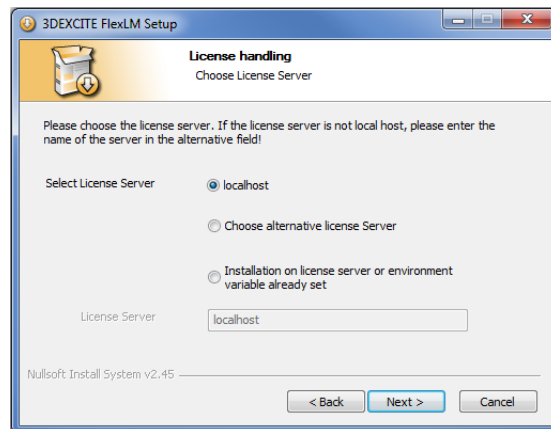 3DEXCITE FlexLM Setup
License handling
Choose License Server
Please choose the license server. If the license server is not local host, please enter the
name of the server in the alternative field!
Select License Server
localhost
Choose alternative license Server
Installation on license server or environment
variable already set
License Server
localhost
Nullsoft Install System v2.45
< Back
Next >
Cancel